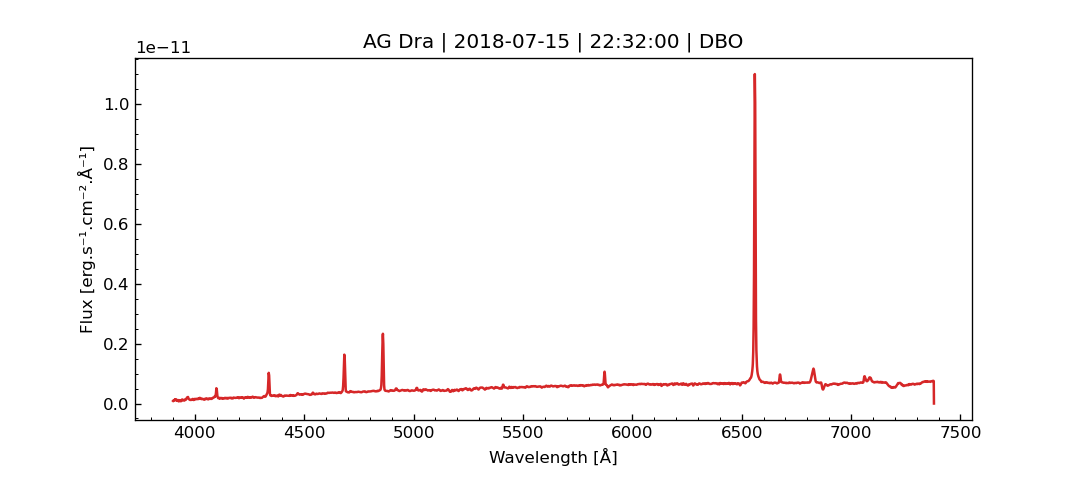 AG Dra | 2018-07-15 | 22:32:00 | DBO
1e−11
1.0
0.8
0.6
0.4
0.2
0.0
Flux [erg.s⁻¹.cm⁻².Å⁻¹]
4000 4500 5000 5500 6000 6500 7000 7500
Wavelength [Å]